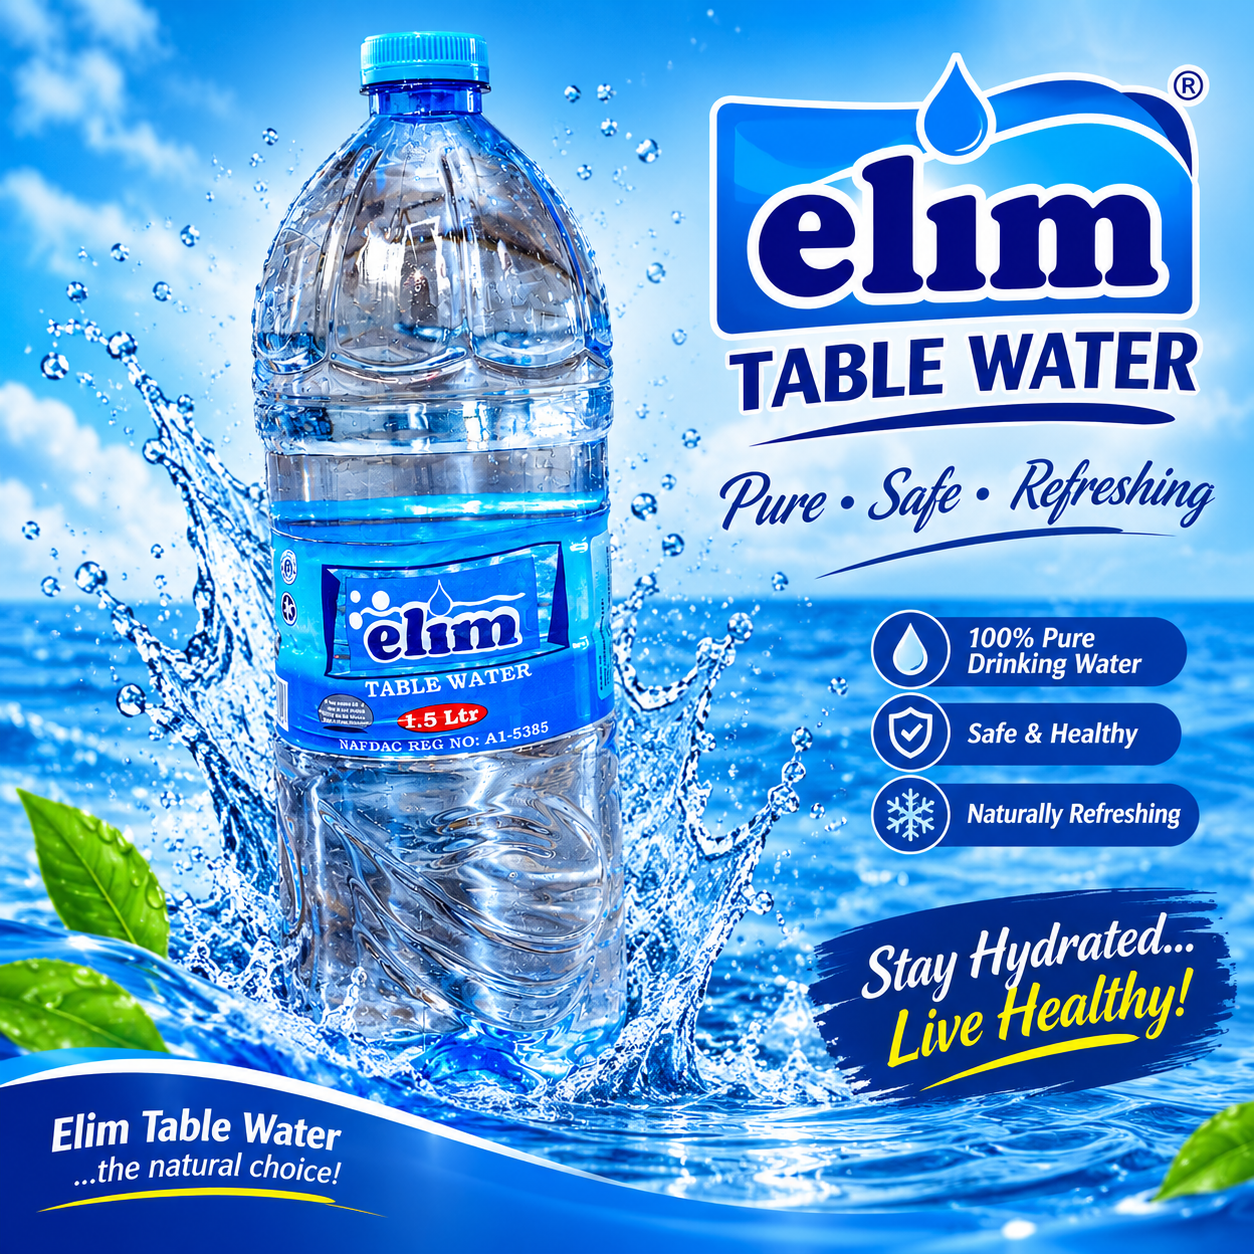 ®
elim
TABLE WATER
Pure • Safe • Refreshing
100% Pure
Drinking Water
Safe & Healthy
Naturally Refreshing
Stay Hydrated...
Live Healthy!
elim
TABLE WATER
1.5 Ltr
NAFDAC REG NO: A1-5385
Elim Table Water
...the natural choice!